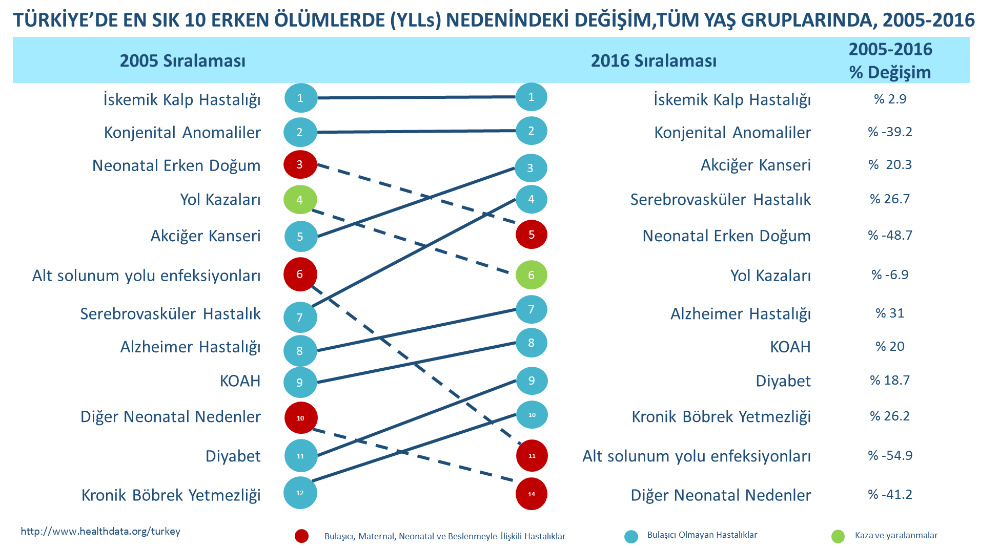 TÜRKİYE’DE EN SIK 10 ERKEN ÖLÜMLERDE (YLLs) NEDENİNDEKİ DEĞİŞİM,TÜM YAŞ GRUPLARINDA, 2005-2016
2005 Sıralaması 2016 Sıralaması 2005-2016
% Değişim
İskemik Kalp Hastalığı 1 1 İskemik Kalp Hastalığı % 2.9
Konjenital Anomaliler 2 2 Konjenital Anomaliler % -39.2
Neonatal Erken Doğum 3 3 Akciğer Kanseri % 20.3
Yol Kazaları 4 4 Serebrovasküler Hastalık % 26.7
Akciğer Kanseri 5 5 Neonatal Erken Doğum % -48.7
Alt solunum yolu enfeksiyonları 6 6 Yol Kazaları % -6.9
Serebrovasküler Hastalık 7 7 Alzheimer Hastalığı % 31
Alzheimer Hastalığı 8 8 KOAH % 20
KOAH 9 9 Diyabet % 18.7
Diğer Neonatal Nedenler 10 10 Kronik Böbrek Yetmezliği % 26.2
Diyabet 11 11 Alt solunum yolu enfeksiyonları % -54.9
Kronik Böbrek Yetmezliği 12 14 Diğer Neonatal Nedenler % -41.2
http://www.healthdata.org/turkey
Bulaşıcı, Maternal, Neonatal ve Beslenmeyle İlişkili Hastalıklar Bulaşıcı Olmayan Hastalıklar Kaza ve yaralanmalar